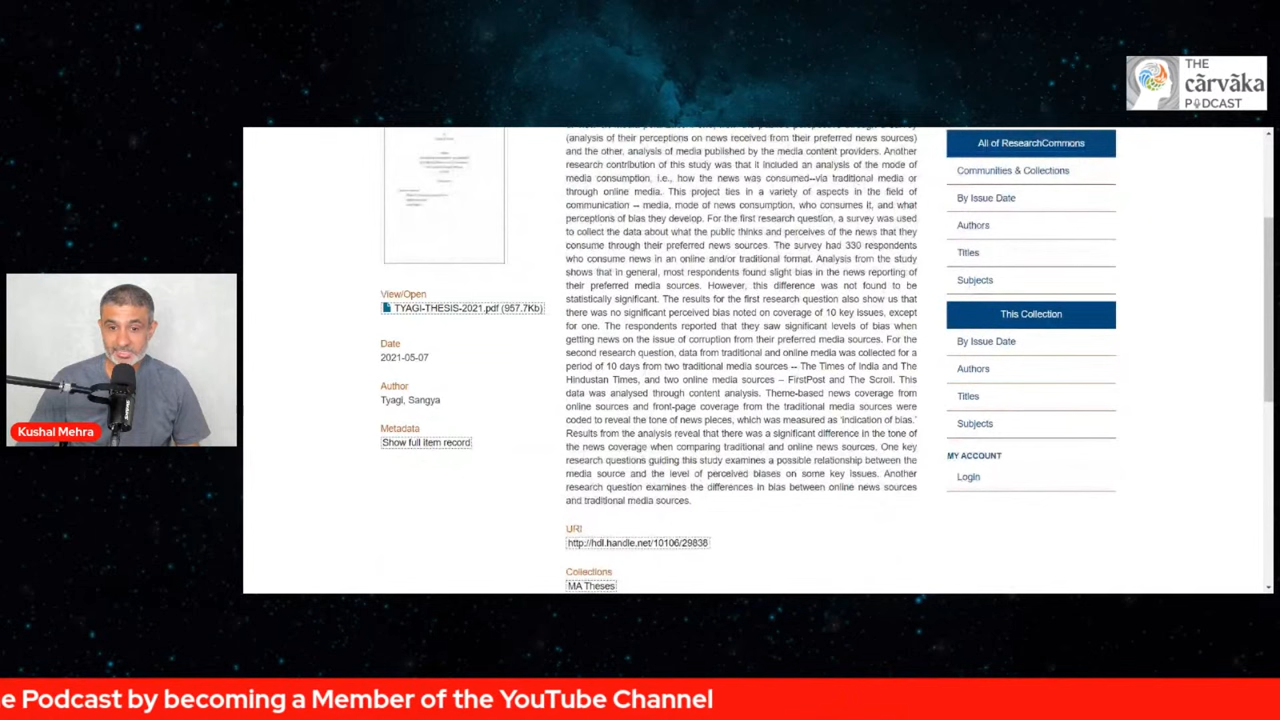 THE
cārvāka
PODCAST
(analysis of their perceptions on news received from their preferred news sources)
and the other, analysis of media published by the media content providers. Another
research contribution of this study was that it included an analysis of the mode of
media consumption, i.e., how the news was consumed--via traditional media or
through online media. This project ties in a variety of aspects in the field of
communication -- media, mode of news consumption, who consumes it, and what
perceptions of bias they develop. For the first research question, a survey was used
to collect the data about what the public thinks and perceives of the news that they
consume through their preferred news sources. The survey had 330 respondents
who consume news in an online and/or traditional format. Analysis from the study
shows that in general, most respondents found slight bias in the news reporting of
their preferred media sources. However, this difference was not found to be
statistically significant. The results for the first research question also show us that
there was no significant perceived bias noted on coverage of 10 key issues, except
for one. The respondents reported that they saw significant levels of bias when
getting news on the issue of corruption from their preferred media sources. For the
second research question, data from traditional and online media was collected for a
period of 10 days from two traditional media sources -- The Times of India and The
Hindustan Times, and two online media sources – FirstPost and The Scroll. This
data was analysed through content analysis. Theme-based news coverage from
online sources and front-page coverage from the traditional media sources were
coded to reveal the tone of news pieces, which was measured as 'indication of bias.'
Results from the analysis reveal that there was a significant difference in the tone of
the news coverage when comparing traditional and online news sources. One key
research questions guiding this study examines a possible relationship between the
media source and the level of perceived biases on some key issues. Another
research question examines the differences in bias between online news sources
and traditional media sources.
URI
http://hdl.handle.net/10106/29838
Collections
MA Theses
View/Open
TYAGI-THESIS-2021.pdf (957.7Kb)
Date
2021-05-07
Author
Tyagi, Sangya
Metadata
Show full item record
All of ResearchCommons
Communities & Collections
By Issue Date
Authors
Titles
Subjects
This Collection
By Issue Date
Authors
Titles
Subjects
MY ACCOUNT
Login
Kushal Mehra
e Podcast by becoming a Member of the YouTube Channel